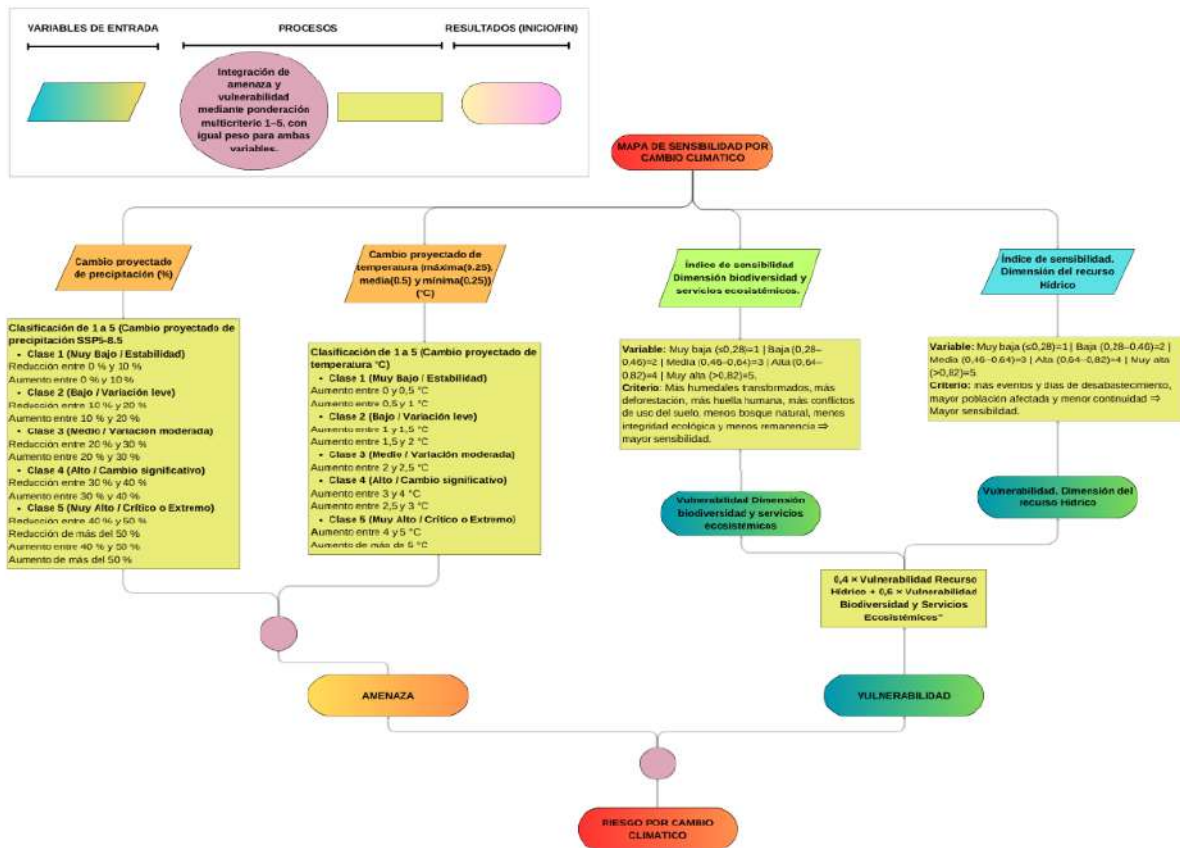 VARIABLES DE ENTRADA
PROCESOS
RESULTADOS (INICIO/FIN)
Integración de
amenaza y
vulnerabilidad
mediante ponderación
multicriterio 1–5, con
igual peso para ambas
variables.
MAPA DE SENSIBILIDAD POR
CAMBIO CLIMATICO
Cambio proyectado
de precipitación (%)
Cambio proyectado de
temperatura (máxima(0.25),
media(0.5) y mínima(0.25))
(°C)
Índice de sensibilidad
Dimensión biodiversidad y
servicios ecosistémicos.
Índice de sensibilidad.
Dimensión del recurso
Hídrico
Clasificación de 1 a 5 (Cambio proyectado de
precipitación SSP5-8.5
• Clase 1 (Muy Bajo / Estabilidad)
Reducción entre 0 % y 10 %
Aumento entre 0 % y 10 %
• Clase 2 (Bajo / Variación leve)
Reducción entre 10 % y 20 %
Aumento entre 10 % y 20 %
• Clase 3 (Medio / Variación moderada)
Reducción entre 20 % y 30 %
Aumento entre 20 % y 30 %
• Clase 4 (Alto / Cambio significativo)
Reducción entre 30 % y 40 %
Aumento entre 30 % y 40 %
• Clase 5 (Muy Alto / Crítico o Extremo)
Reducción entre 40 % y 50 %
Reducción de más del 50 %
Aumento entre 40 % y 50 %
Aumento de más del 50 %
Clasificación de 1 a 5 (Cambio proyectado de
temperatura °C)
• Clase 1 (Muy Bajo / Estabilidad)
Aumento entre 0 y 0,5 °C
Aumento entre 0,5 y 1 °C
• Clase 2 (Bajo / Variación leve)
Aumento entre 1 y 1,5 °C
Aumento entre 1,5 y 2 °C
• Clase 3 (Medio / Variación moderada)
Aumento entre 2 y 2,5 °C
• Clase 4 (Alto / Cambio significativo)
Aumento entre 3 y 4 °C
Aumento entre 2,5 y 3 °C
• Clase 5 (Muy Alto / Crítico o Extremo)
Aumento entre 4 y 5 °C
Aumento de más de 5 °C
Variable: Muy baja (≤0,28)=1 | Baja (0,28–
0,46)=2 | Media (0,46–0,64)=3 | Alta (0,64–
0,82)=4 | Muy alta (>0,82)=5.
Criterio: Más humedales transformados, más
deforestación, más huella humana, más conflictos
de uso del suelo, menos bosque natural, menos
integridad ecológica y menos remanencia ⇒
mayor sensibilidad.
Variable: Muy baja (≤0,28)=1 | Baja (0,28–0,46)=2 |
Media (0,46–0,64)=3 | Alta (0,64–0,82)=4 | Muy alta
(>0,82)=5
Criterio: más eventos y días de desabastecimiento,
mayor población afectada y menor continuidad ⇒
Mayor sensibilidad.
Vulnerabilidad Dimensión
biodiversidad y servicios
ecosistémicos
Vulnerabilidad. Dimensión del
recurso Hídrico
0,4 × Vulnerabilidad Recurso
Hídrico + 0,6 × Vulnerabilidad
Biodiversidad y Servicios
Ecosistémicos"
AMENAZA
VULNERABILIDAD
RIESGO POR CAMBIO
CLIMATICO